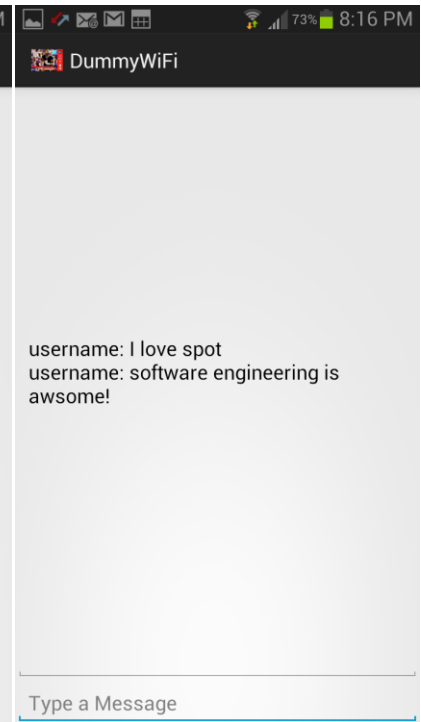 73% 8:16 PM
DummyWiFi
username: I love spot
username: software engineering is
awsome!
Type a Message